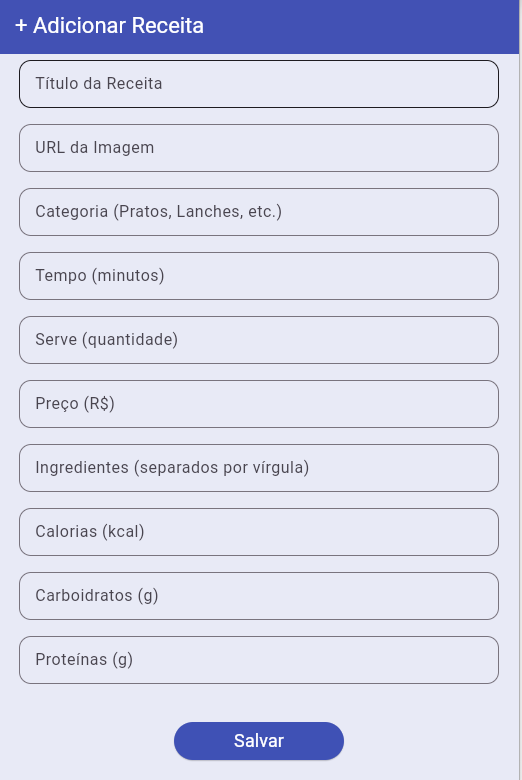 + Adicionar Receita
Título da Receita
URL da Imagem
Categoria (Pratos, Lanches, etc.)
Tempo (minutos)
Serve (quantidade)
Preço (R$)
Ingredientes (separados por vírgula)
Calorias (kcal)
Carboidratos (g)
Proteínas (g)
Salvar